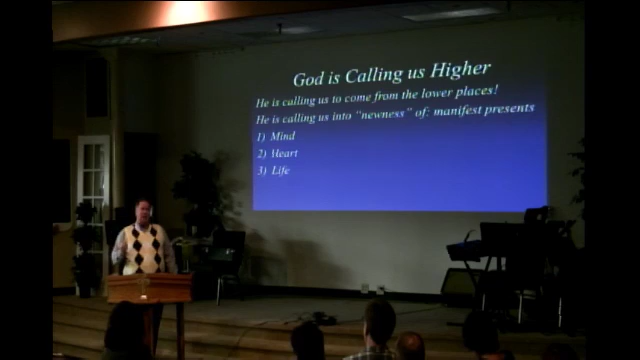 God is Calling us Higher
He is calling us to come from the lower places!
He is calling us into "newness" of: manifest presents
1) Mind
2) Heart
3) Life